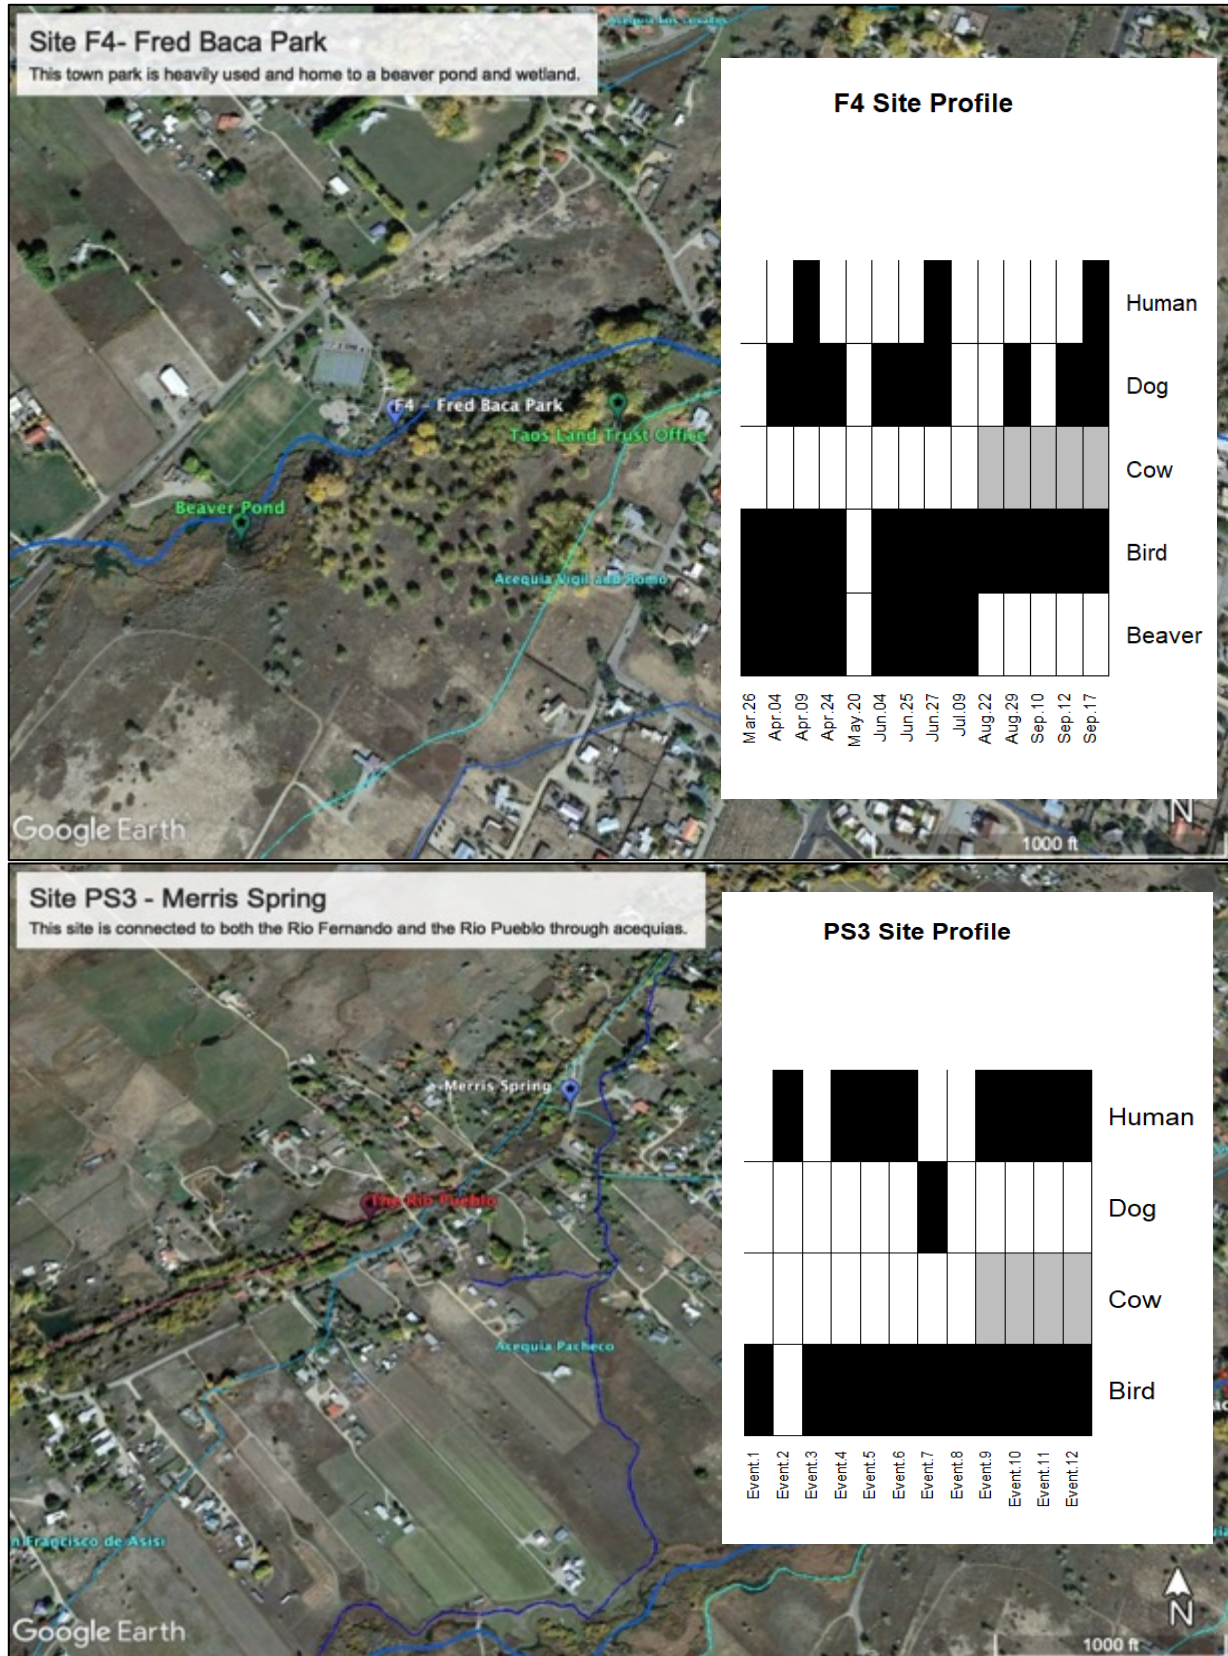 Acequia Los Lovatos
Site F4- Fred Baca Park
This town park is heavily used and home to a beaver pond and wetland.
F4 Site Profile
Human
Dog
Cow
Bird
Beaver
Mar.26
Apr.04
Apr.09
Apr.24
May.20
Jun.04
Jun.25
Jun.27
Jul.09
Aug.22
Aug.29
Sep.10
Sep.12
Sep.17
F4 - Fred Baca Park
Taos Land Trust Office
Beaver Pond
Acequia Vigil and Romo
Google Earth
N
1000 ft
Site PS3 - Merris Spring
This site is connected to both the Rio Fernando and the Rio Pueblo through acequias.
PS3 Site Profile
Human
Dog
Cow
Bird
Event.1
Event.2
Event.3
Event.4
Event.5
Event.6
Event.7
Event.8
Event.9
Event.10
Event.11
Event.12
Merris Spring
The Rio Pueblo
Acequia Pacheco
n Francisco de Asisi
Google Earth
N
1000 ft